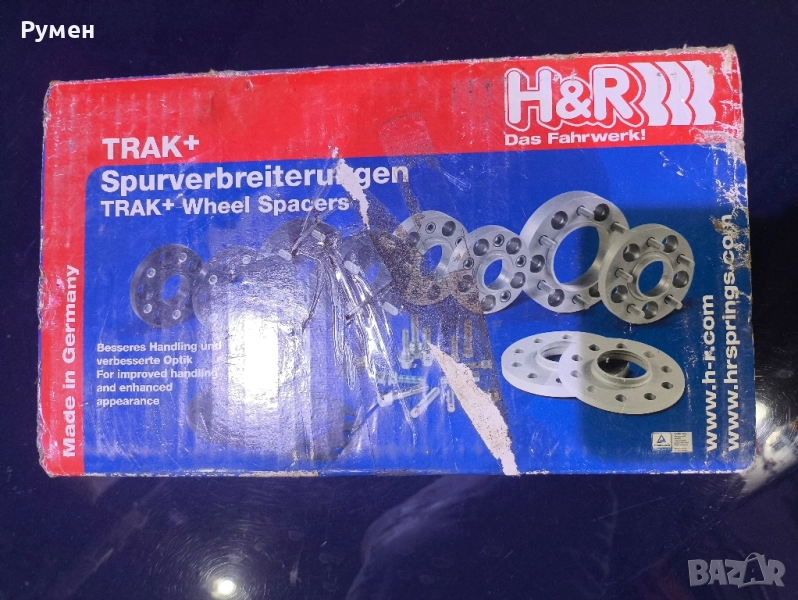 Румен
H&R
Das Fahrwerk!
TRAK+
Spurverbreiterungen
TRAK+ Wheel Spacers
Made in Germany
Besseres Handling und
verbesserte Optik
For improved handling
and enhanced
appearance
www.h-r.com
www.hrsprings.com
BAZAR